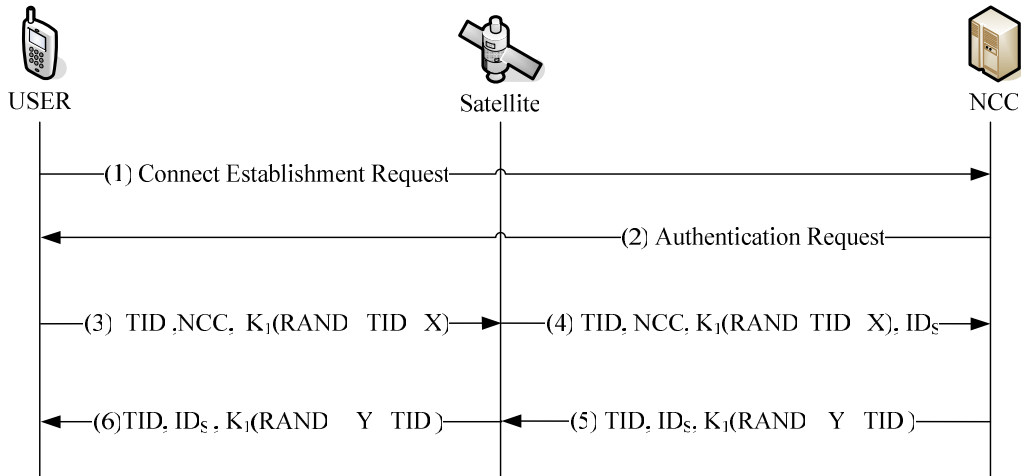 USER
Satellite
NCC
(1) Connect Establishment Request
(2) Authentication Request
(3) TID ,NCC, K₁(RAND TID X)
(4) TID, NCC, K₁(RAND TID X), IDₛ
(6)TID, IDₛ , K₁(RAND Y TID )
(5) TID, IDₛ, K₁(RAND Y TID )